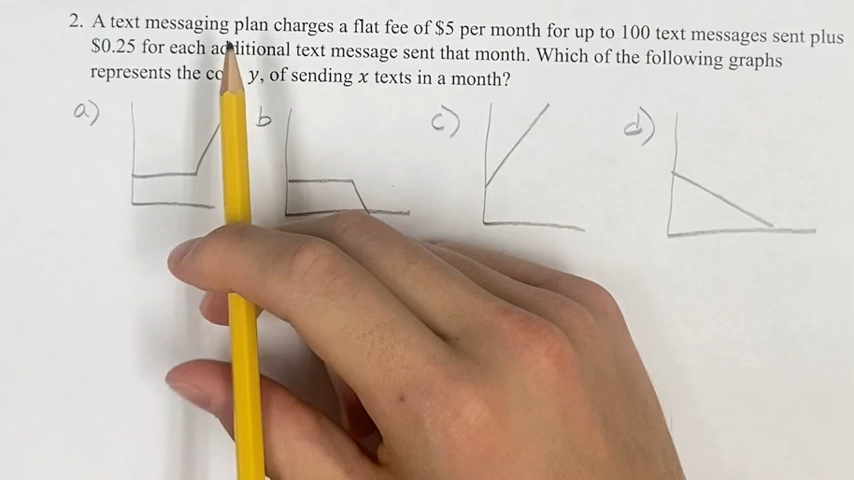 2. A text messaging plan charges a flat fee of $5 per month for up to 100 text messages sent plus
$0.25 for each additional text message sent that month. Which of the following graphs
represents the y, of sending x texts in a month?
a) b c) d)